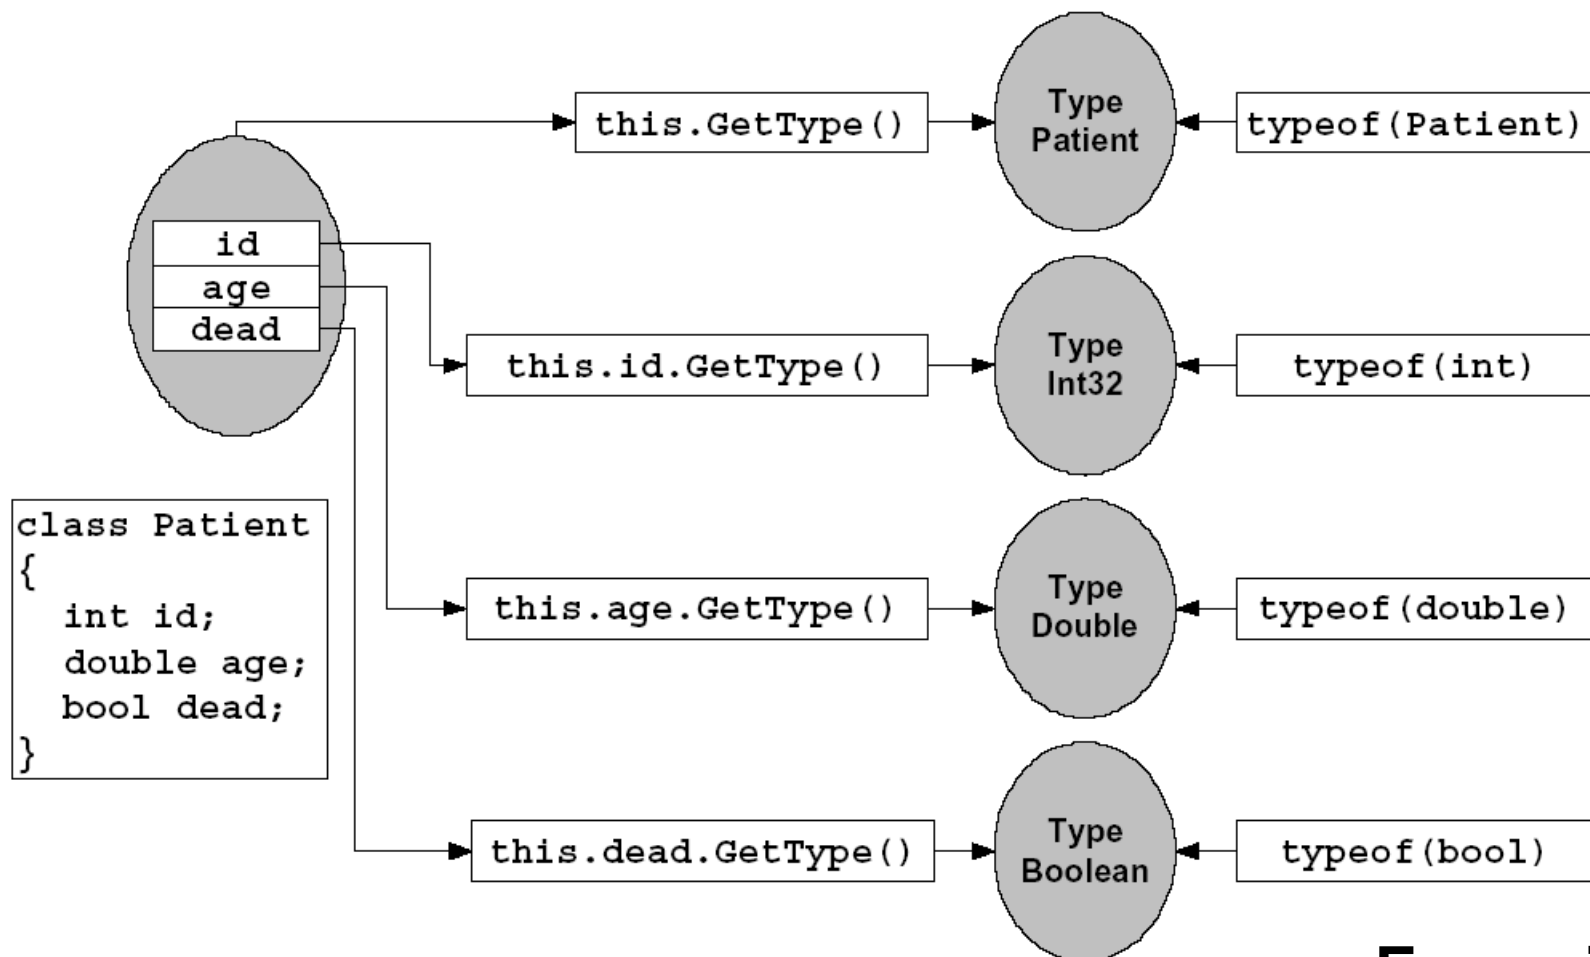 Type
Patient
this.GetType()
typeof(Patient)
id
age
dead
this.id.GetType()
Type
Int32
typeof(int)
class Patient
{
int id;
double age;
bool dead;
}
this.age.GetType()
Type
Double
typeof(double)
this.dead.GetType()
Type
Boolean
typeof(bool)